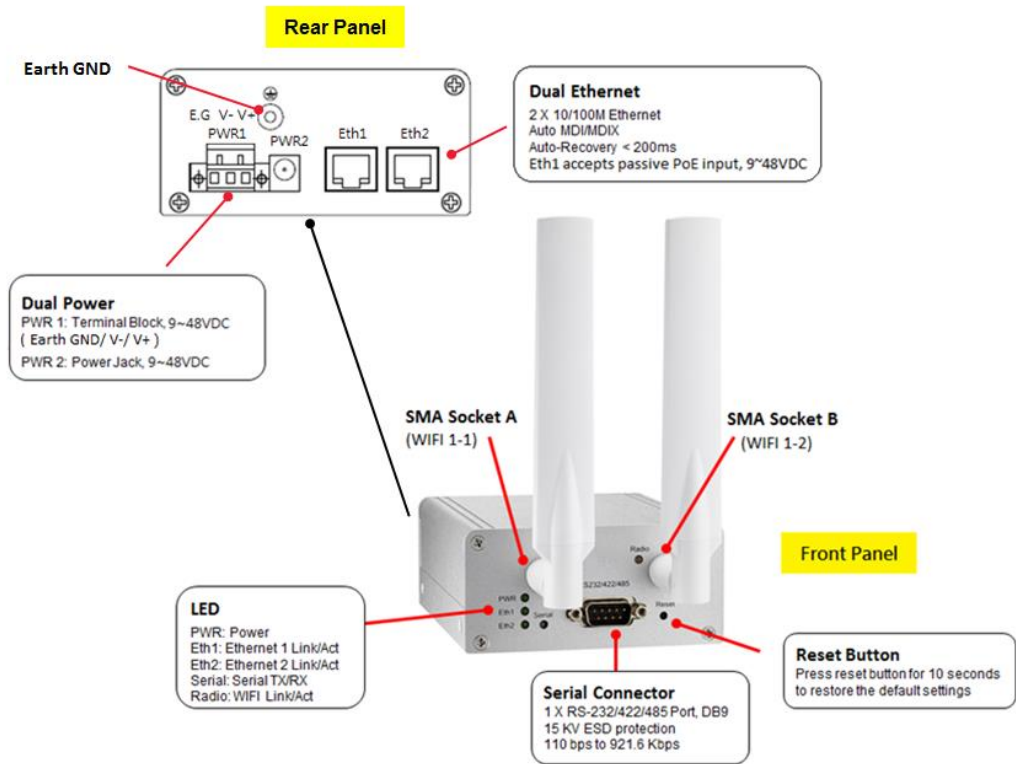 Rear Panel
Earth GND
E.G V- V+
PWR1
PWR2
Eth1
Eth2
Dual Ethernet
2 X 10/100M Ethernet
Auto MDI/MDIX
Auto-Recovery < 200ms
Eth1 accepts passive PoE input, 9~48VDC
Dual Power
PWR 1: Terminal Block, 9~48VDC
( Earth GND/ V-/ V+ )
PWR 2: Power Jack, 9~48VDC
SMA Socket A
(WIFI 1-1)
SMA Socket B
(WIFI 1-2)
Front Panel
Radio
S232/422/485
PWR
Eth1
Eth2
Serial
Reset
LED
PWR: Power
Eth1: Ethernet 1 Link/Act
Eth2: Ethernet 2 Link/Act
Serial: Serial TX/RX
Radio: WIFI Link/Act
Serial Connector
1 X RS-232/422/485 Port, DB9
15 KV ESD protection
110 bps to 921.6 Kbps
Reset Button
Press reset button for 10 seconds
to restore the default settings